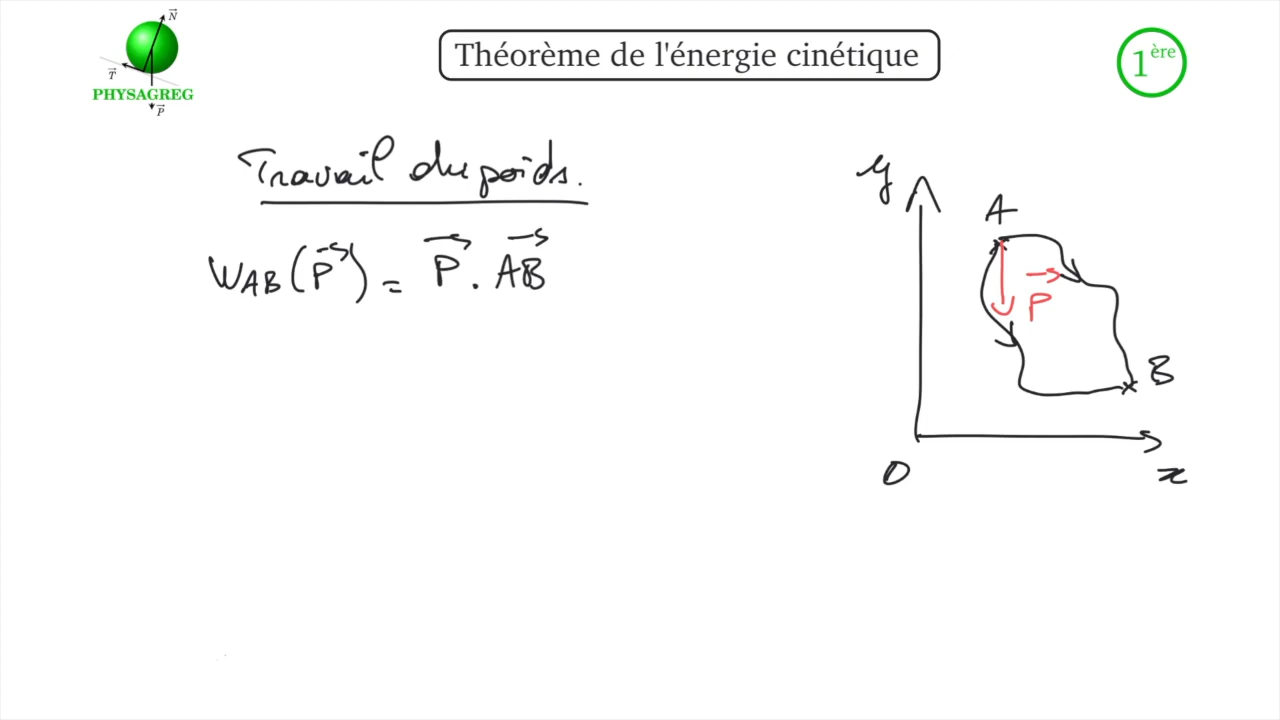 Théorème de l'énergie cinétique
1ère
N
T
PHYSAGREG
P
Travail du poids.
WAB(P) = P . AB
y
A
P
B
O
x